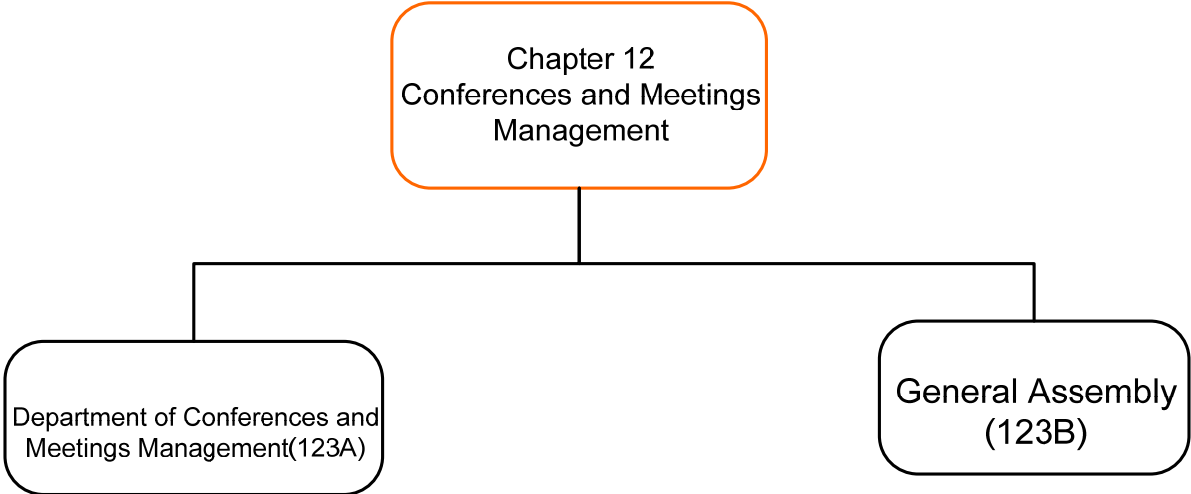 Chapter 12
Conferences and Meetings
Management
Department of Conferences and
Meetings Management(123A)
General Assembly
(123B)